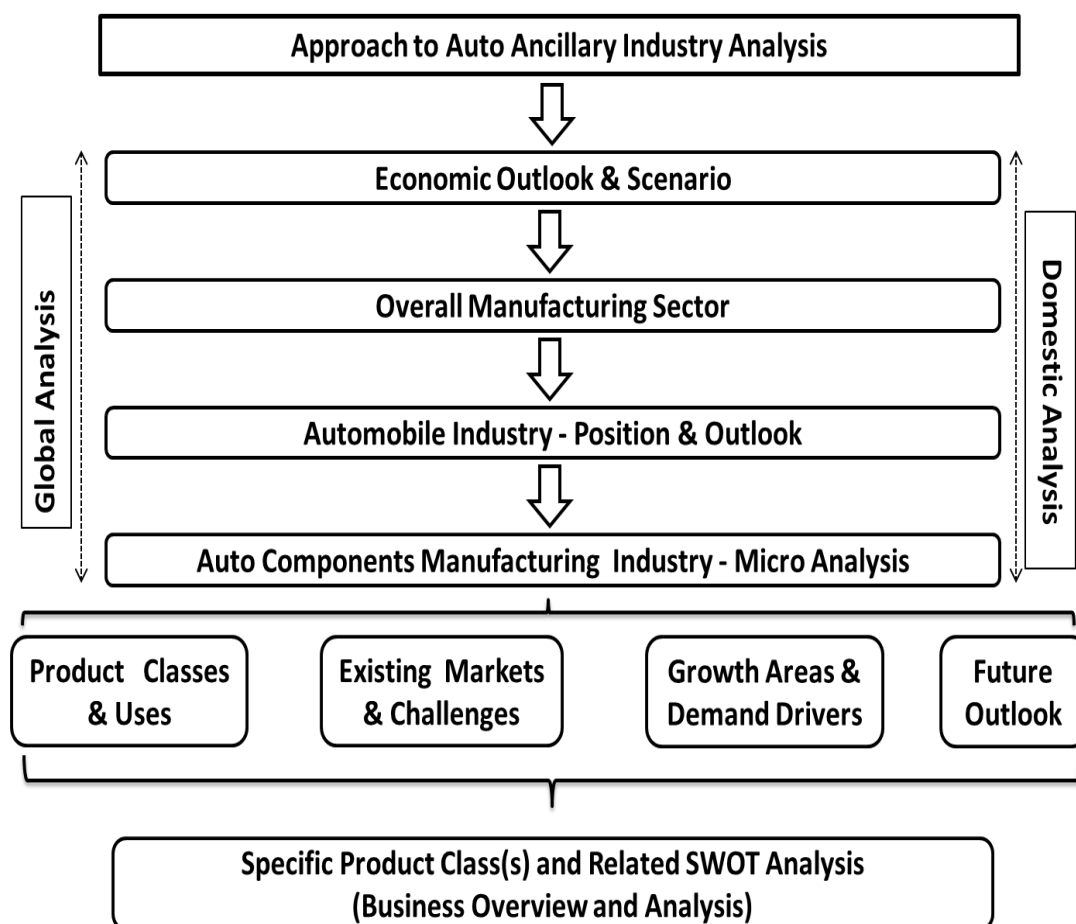 Approach to Auto Ancillary Industry Analysis
Economic Outlook & Scenario
Overall Manufacturing Sector
Automobile Industry - Position & Outlook
Auto Components Manufacturing Industry - Micro Analysis
Global Analysis
Domestic Analysis
Product Classes
& Uses
Existing Markets
& Challenges
Growth Areas &
Demand Drivers
Future
Outlook
Specific Product Class(s) and Related SWOT Analysis
(Business Overview and Analysis)